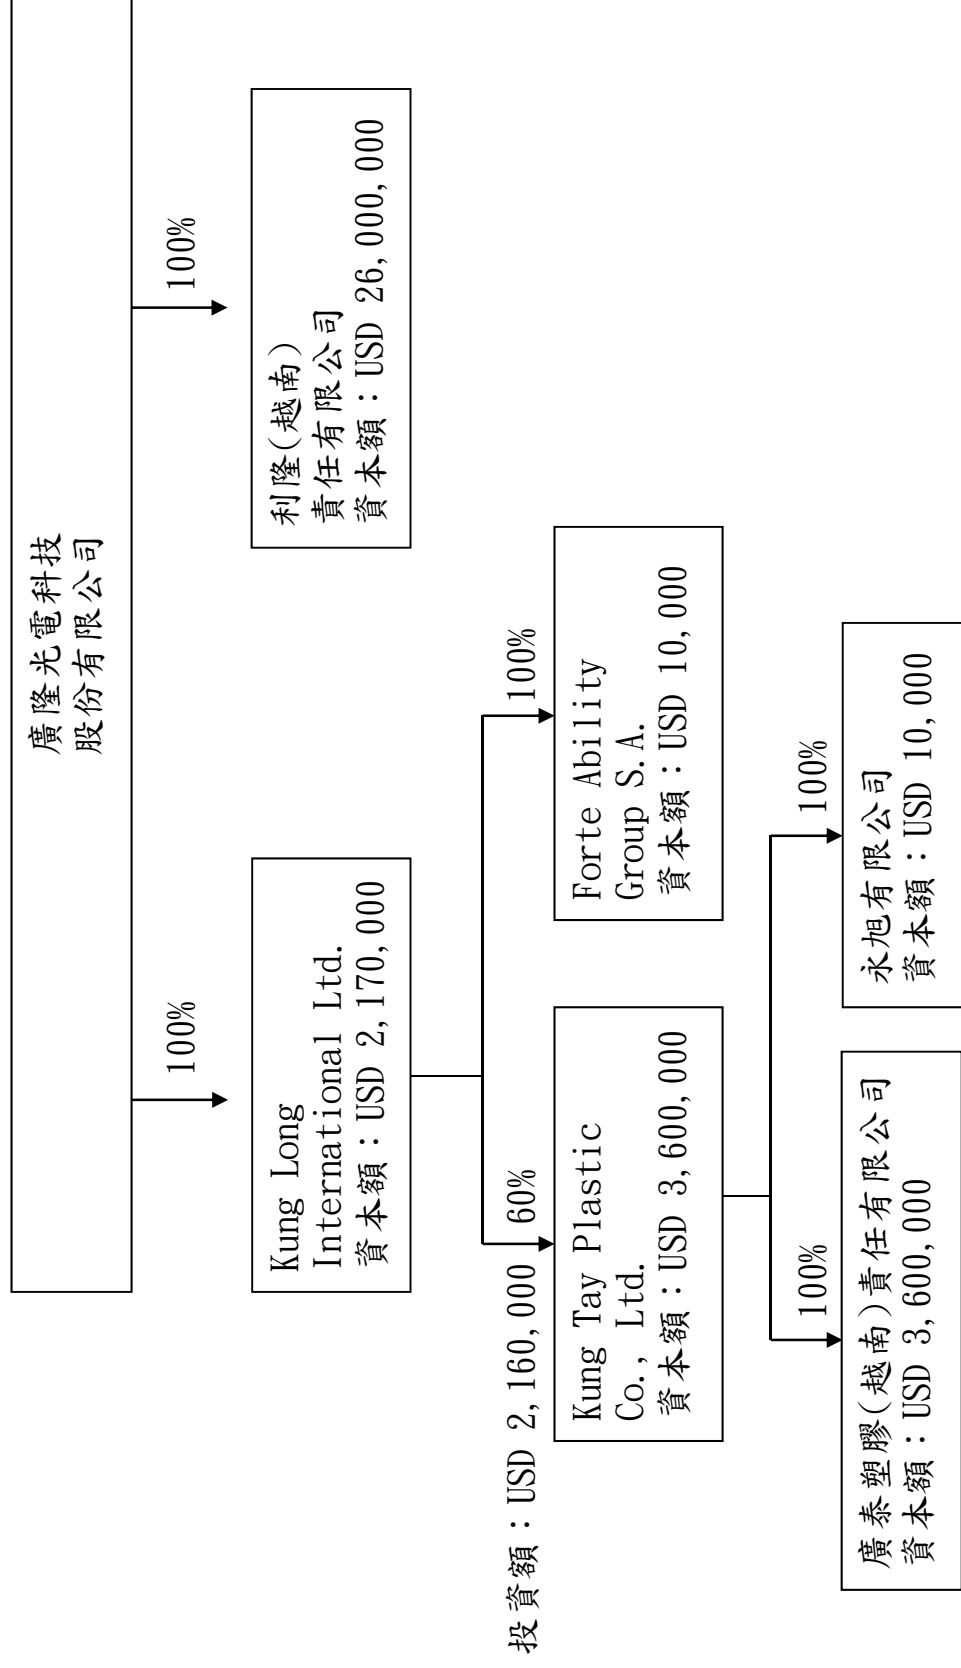 廣隆光電科技
股份有限公司
100%
100%
Kung Long
International Ltd.
資本額：USD 2,170,000
利隆(越南)
責任有限公司
資本額：USD 26,000,000
投資額：USD 2,160,000 60%
100%
Kung Tay Plastic
Co., Ltd.
資本額：USD 3,600,000
Forte Ability
Group S.A.
資本額：USD 10,000
100%
100%
廣泰塑膠(越南)責任有限公司
資本額：USD 3,600,000
永旭有限公司
資本額：USD 10,000